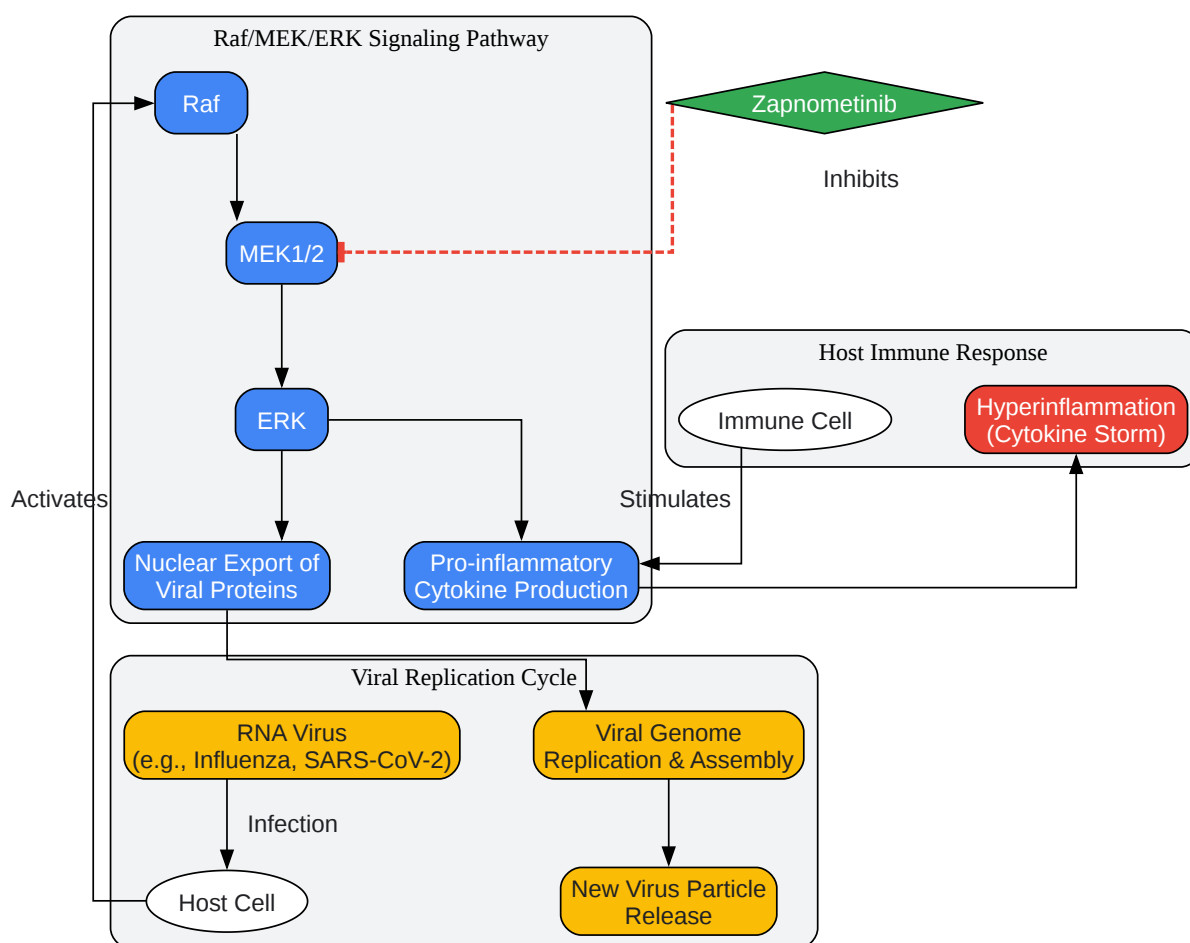 Raf/MEK/ERK Signaling Pathway
Raf
Zapnometinib
Inhibits
MEK1/2
Host Immune Response
ERK
Immune Cell
Hyperinflammation
(Cytokine Storm)
Activates
Stimulates
Nuclear Export of
Viral Proteins
Pro-inflammatory
Cytokine Production
Viral Replication Cycle
RNA Virus
(e.g., Influenza, SARS-CoV-2)
Viral Genome
Replication & Assembly
Infection
Host Cell
New Virus Particle
Release